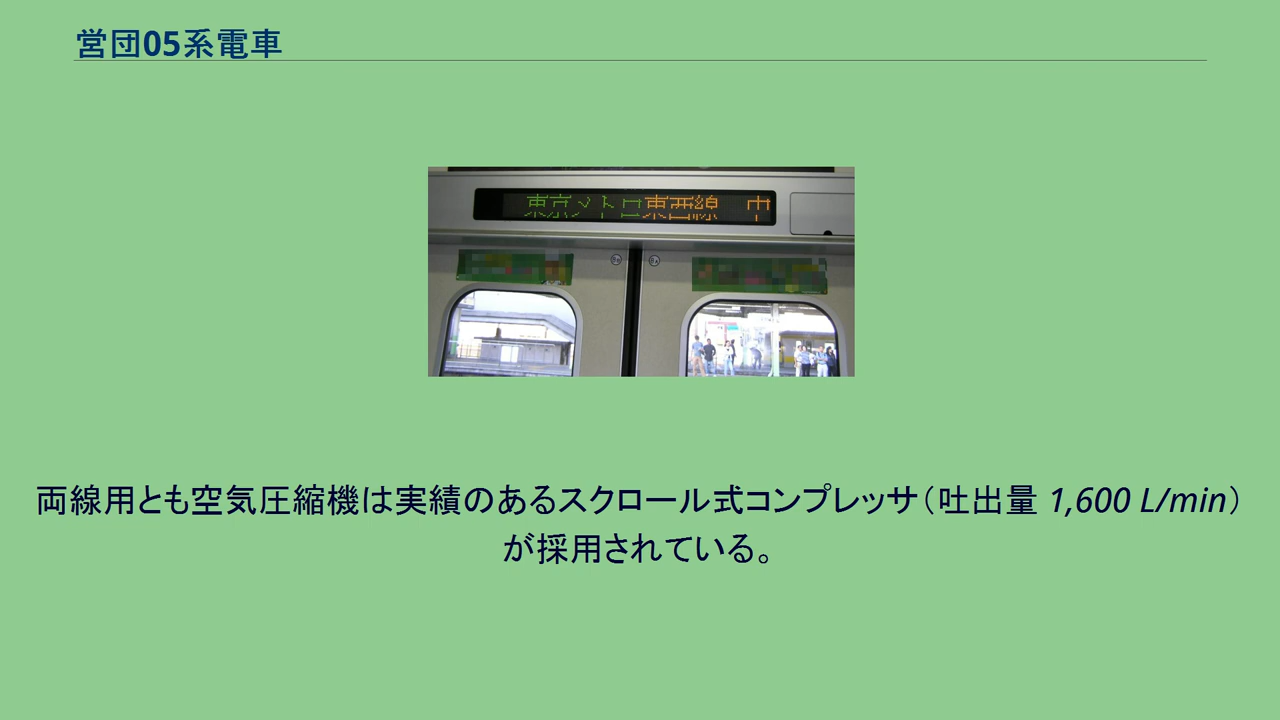 営団05系電車
東京メトロ東西線 中
両線用とも空気圧縮機は実績のあるスクロール式コンプレッサ（吐出量 1,600 L/min）
が採用されている。